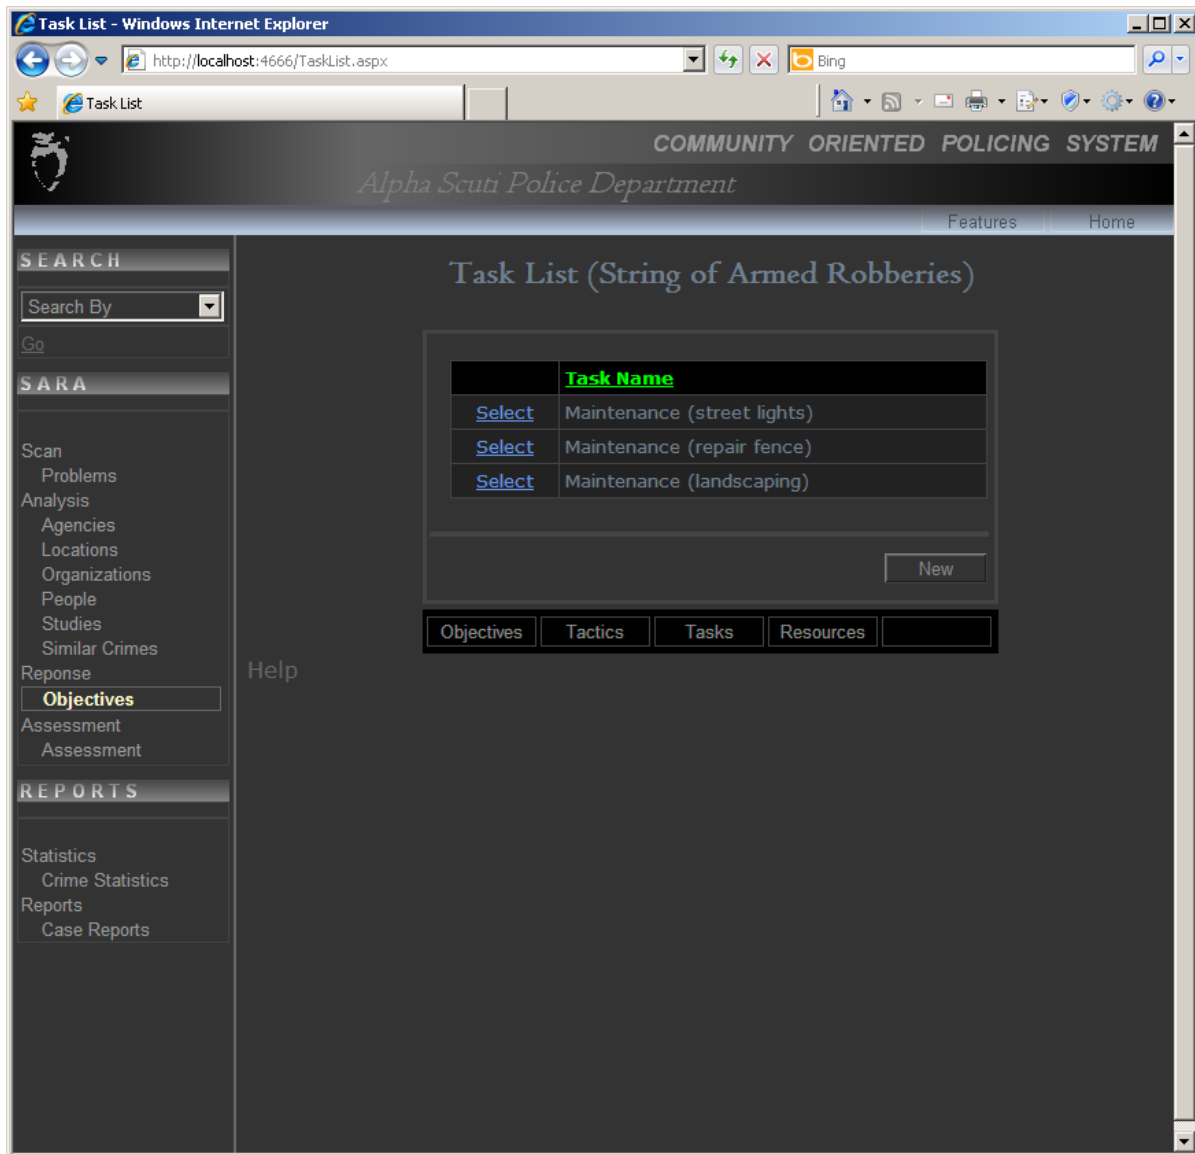 Task List - Windows Internet Explorer
http://localhost:4666/TaskList.aspx
Bing
Task List
COMMUNITY ORIENTED POLICING SYSTEM
Alpha Scuti Police Department
Features Home
SEARCH
Search By
Go
SARA
Scan
Problems
Analysis
Agencies
Locations
Organizations
People
Studies
Similar Crimes
Reponse
Objectives
Assessment
Assessment
REPORTS
Statistics
Crime Statistics
Reports
Case Reports
Task List (String of Armed Robberies)
Task Name
Select Maintenance (street lights)
Select Maintenance (repair fence)
Select Maintenance (landscaping)
New
Objectives Tactics Tasks Resources
Help